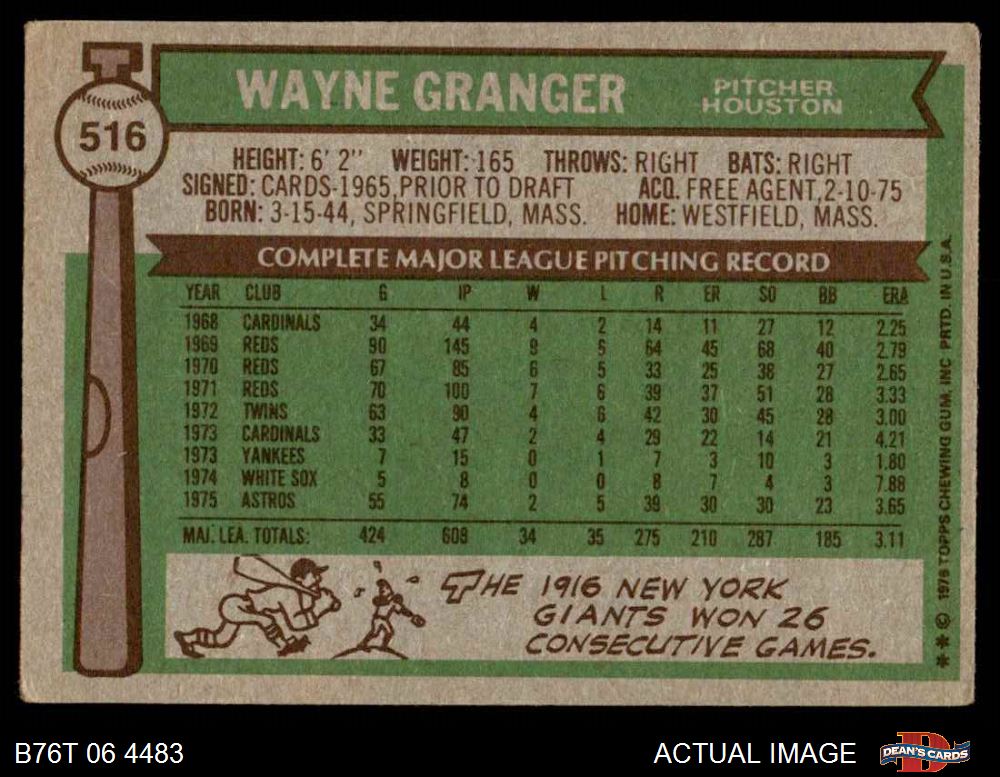 WAYNE GRANGER
PITCHER
HOUSTON
516
HEIGHT: 6' 2" WEIGHT: 165 THROWS: RIGHT BATS: RIGHT
SIGNED: CARDS-1965, PRIOR TO DRAFT ACQ. FREE AGENT, 2-10-75
BORN: 3-15-44, SPRINGFIELD, MASS. HOME: WESTFIELD, MASS.
COMPLETE MAJOR LEAGUE PITCHING RECORD
YEAR CLUB G IP W L R ER SO BB ERA
1968 CARDINALS 34 44 4 2 14 11 27 12 2.25
1969 REDS 90 145 9 5 64 45 68 40 2.79
1970 REDS 67 85 6 5 33 25 38 27 2.65
1971 REDS 70 100 7 6 39 37 51 28 3.33
1972 TWINS 63 90 4 6 42 30 45 28 3.00
1973 CARDINALS 33 47 2 4 29 22 14 21 4.21
1973 YANKEES 7 15 0 1 7 3 10 3 1.80
1974 WHITE SOX 5 8 0 0 8 7 4 3 7.88
1975 ASTROS 55 74 2 5 39 30 30 23 3.65
MAJ. LEA. TOTALS: 424 608 34 35 275 210 287 185 3.11
THE 1916 NEW YORK
GIANTS WON 26
CONSECUTIVE GAMES.
** © 1976 TOPPS CHEWING GUM, INC. PRTD. IN U.S.A.
B76T 06 4483
ACTUAL IMAGE
DEAN'S CARDS